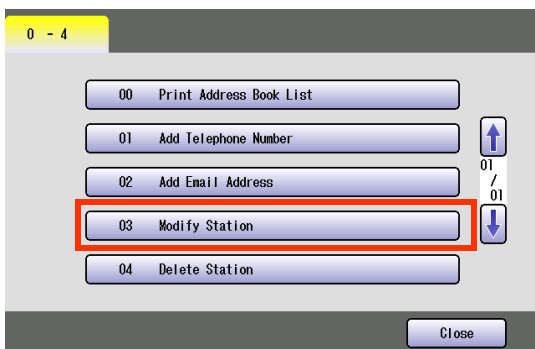 0 - 4
00 Print Address Book List
01 Add Telephone Number
02 Add Email Address
03 Modify Station
04 Delete Station
01
/
01
Close